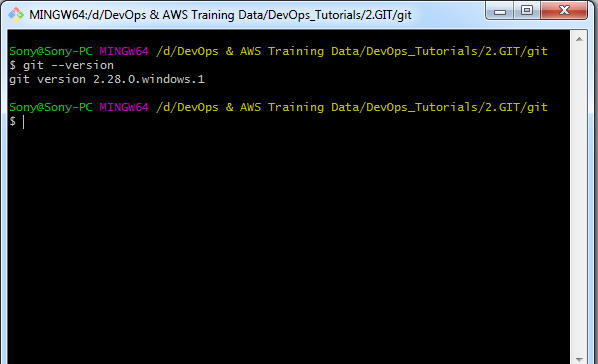 MINGW64:/d/DevOps & AWS Training Data/DevOps_Tutorials/2.GIT/git
Sony@Sony-PC MINGW64 /d/DevOps & AWS Training Data/DevOps_Tutorials/2.GIT/git
$ git --version
git version 2.28.0.windows.1
Sony@Sony-PC MINGW64 /d/DevOps & AWS Training Data/DevOps_Tutorials/2.GIT/git
$